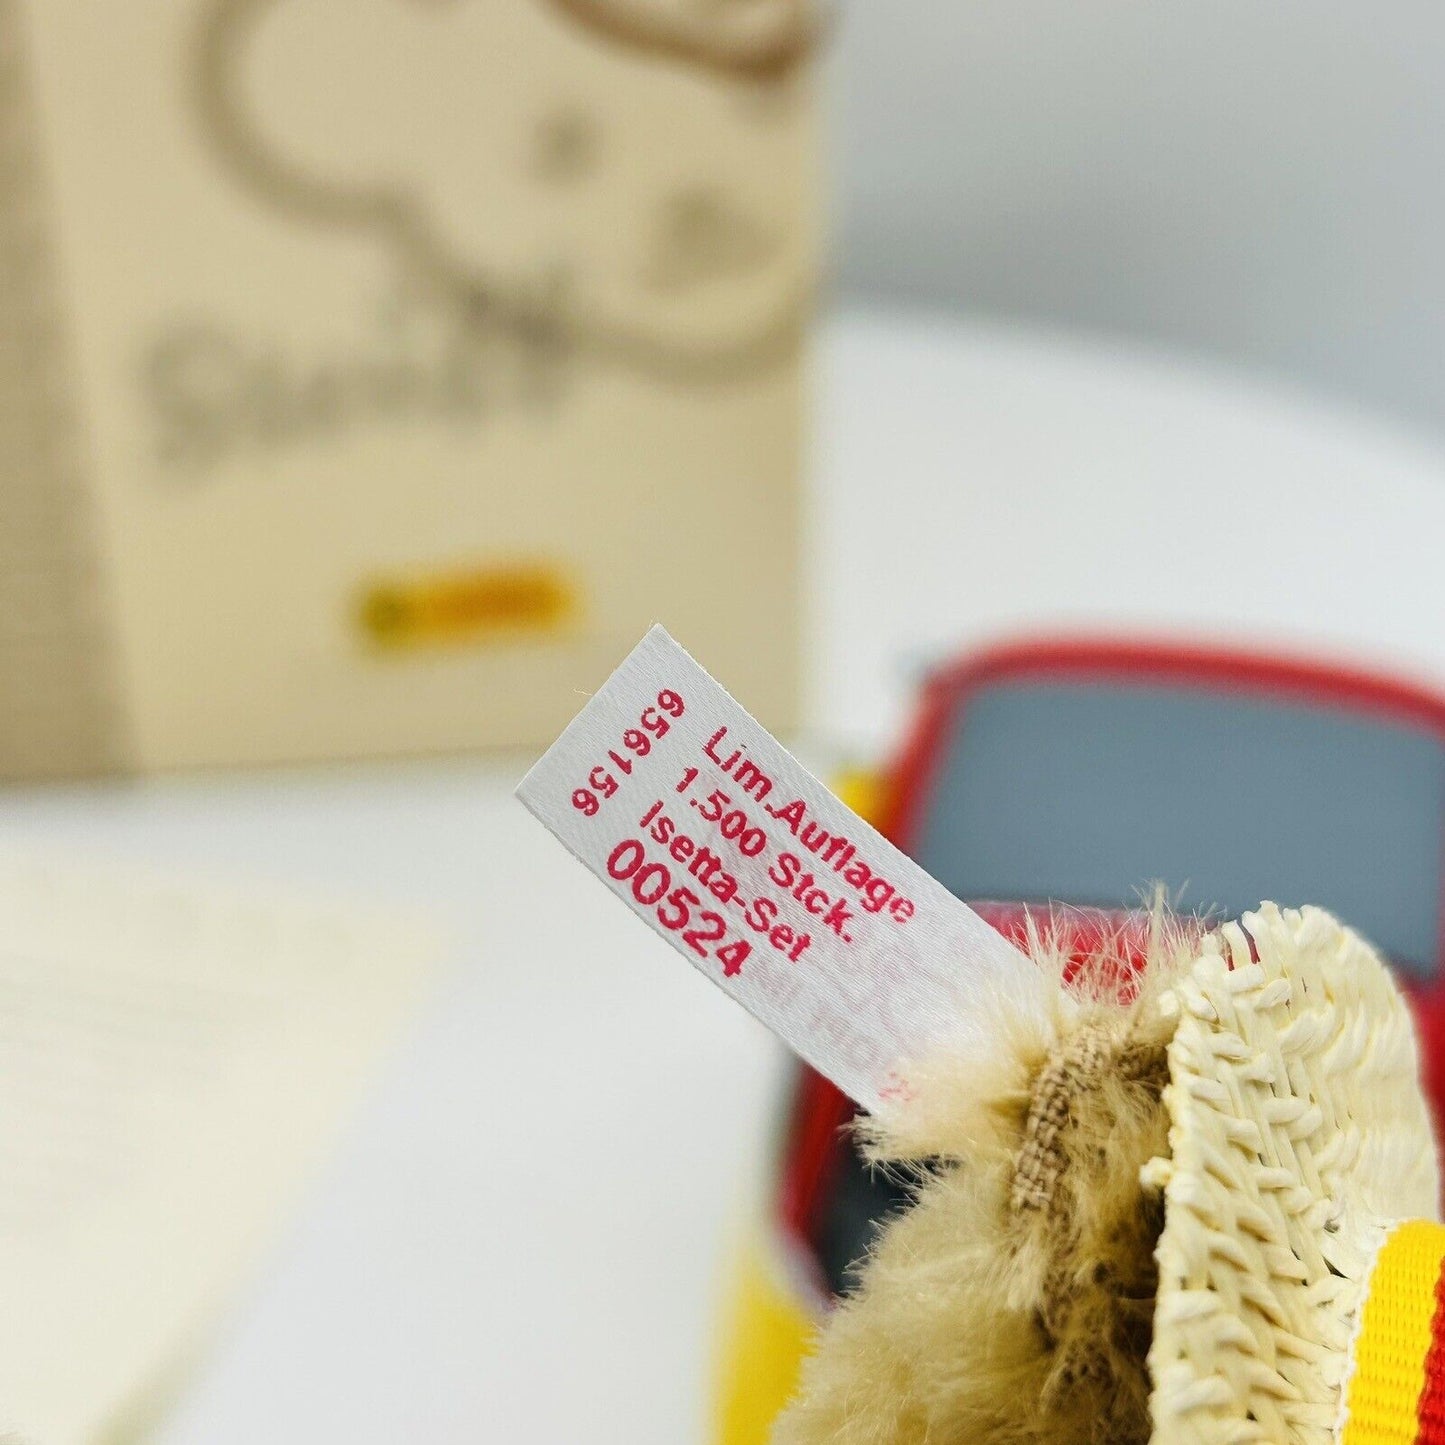 Lim.Auflage
1.500 Stck.
Isetta-Set
00524
656156